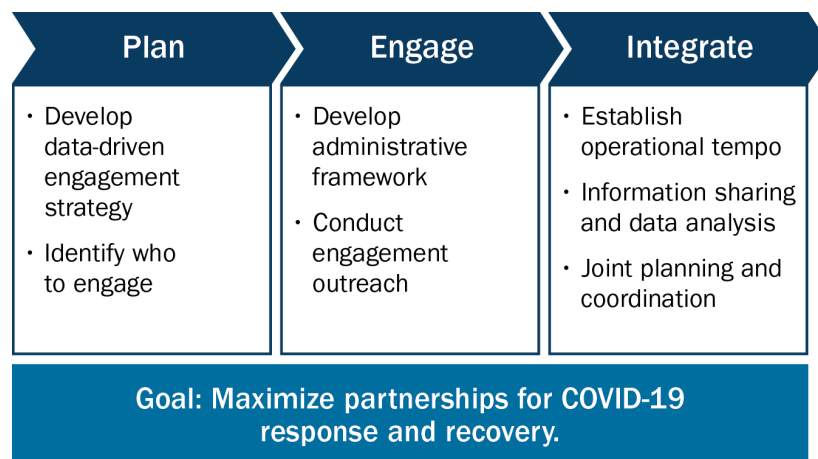 Plan
• Develop
data-driven
engagement
strategy
• Identify who
to engage
Engage
• Develop
administrative
framework
• Conduct
engagement
outreach
Integrate
• Establish
operational tempo
• Information sharing
and data analysis
• Joint planning and
coordination
Goal: Maximize partnerships for COVID-19
response and recovery.